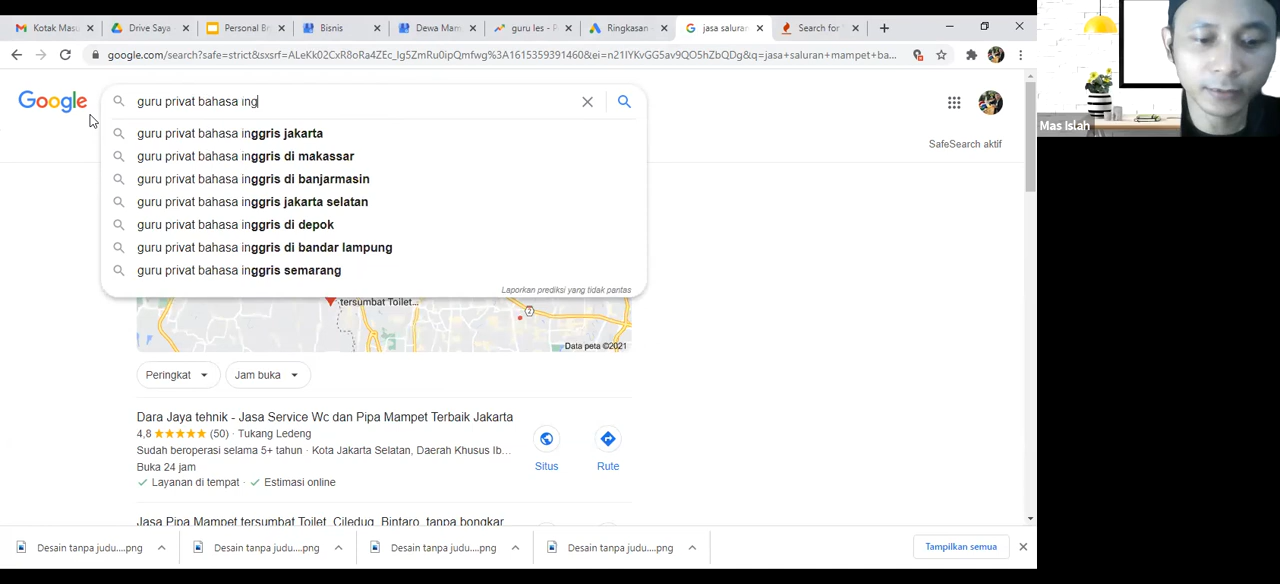 Kotak Masu
Drive Saya
Personal Br
Bisnis
Dewa Mam
guru les - P
Ringkasan
jasa saluran
Search for
google.com/search?safe=strict&sxsrf=ALeKk02CxR8oRa4ZEc_lg5ZmRu0ipQmfwg%3A1615359391460&ei=n21IYKvGG5av9QO5hZbQDg&q=jasa+saluran+mampet+ba...
Google
guru privat bahasa ing
guru privat bahasa inggris jakarta
guru privat bahasa inggris di makassar
guru privat bahasa inggris di banjarmasin
guru privat bahasa inggris jakarta selatan
guru privat bahasa inggris di depok
guru privat bahasa inggris di bandar lampung
guru privat bahasa inggris semarang
Laporkan prediksi yang tidak pantas
SafeSearch aktif
Mas Islah
tersumbat Toilet...
2
Data peta ©2021
Peringkat
Jam buka
Dara Jaya tehnik - Jasa Service Wc dan Pipa Mampet Terbaik Jakarta
4,8 (50) · Tukang Ledeng
Sudah beroperasi selama 5+ tahun · Kota Jakarta Selatan, Daerah Khusus Ib...
Buka 24 jam
Layanan di tempat · Estimasi online
Situs
Rute
Jasa Pipa Mampet tersumbat Toilet, Ciledug, Bintaro, tanpa bongkar
Desain tanpa judu....png
Desain tanpa judu....png
Desain tanpa judu....png
Desain tanpa judu....png
Tampilkan semua